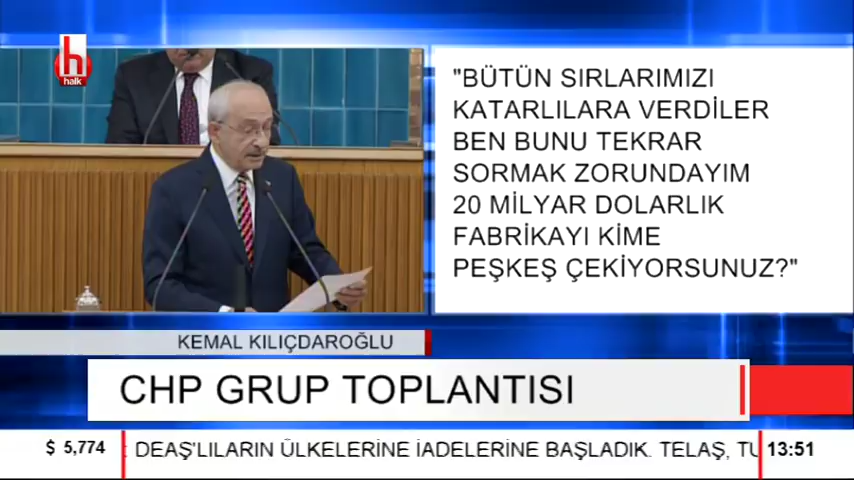 h
halk
"BÜTÜN SIRLARIMIZI
KATARLILARA VERDİLER
BEN BUNU TEKRAR
SORMAK ZORUNDAYIM
20 MİLYAR DOLARLIK
FABRİKAYI KİME
PEŞKEŞ ÇEKİYORSUNUZ?"
KEMAL KILIÇDAROĞLU
CHP GRUP TOPLANTISI
$ 5,774
DEAŞ'LILARIN ÜLKELERİNE İADELERİNE BAŞLADIK. TELAŞ,
13:51